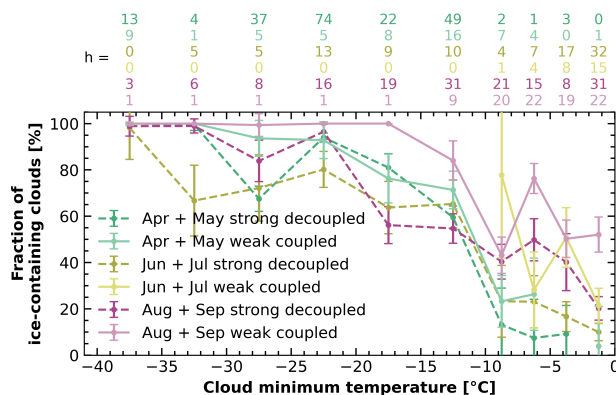 13 4 37 74 22 49 2 1 3 0
9 1 5 5 8 16 7 4 0 1
h = 0 5 5 13 9 10 4 7 17 32
0 0 0 0 0 0 1 4 8 15
3 6 8 16 19 31 21 15 8 31
1 1 1 1 1 9 20 22 19 22
100
80
60
40
20
0
Fraction of
ice-containing clouds [%]
Apr + May strong decoupled
Apr + May weak coupled
Jun + Jul strong decoupled
Jun + Jul weak coupled
Aug + Sep strong decoupled
Aug + Sep weak coupled
−40 −35 −30 −25 −20 −15 −10 −5 0
Cloud minimum temperature [°C]